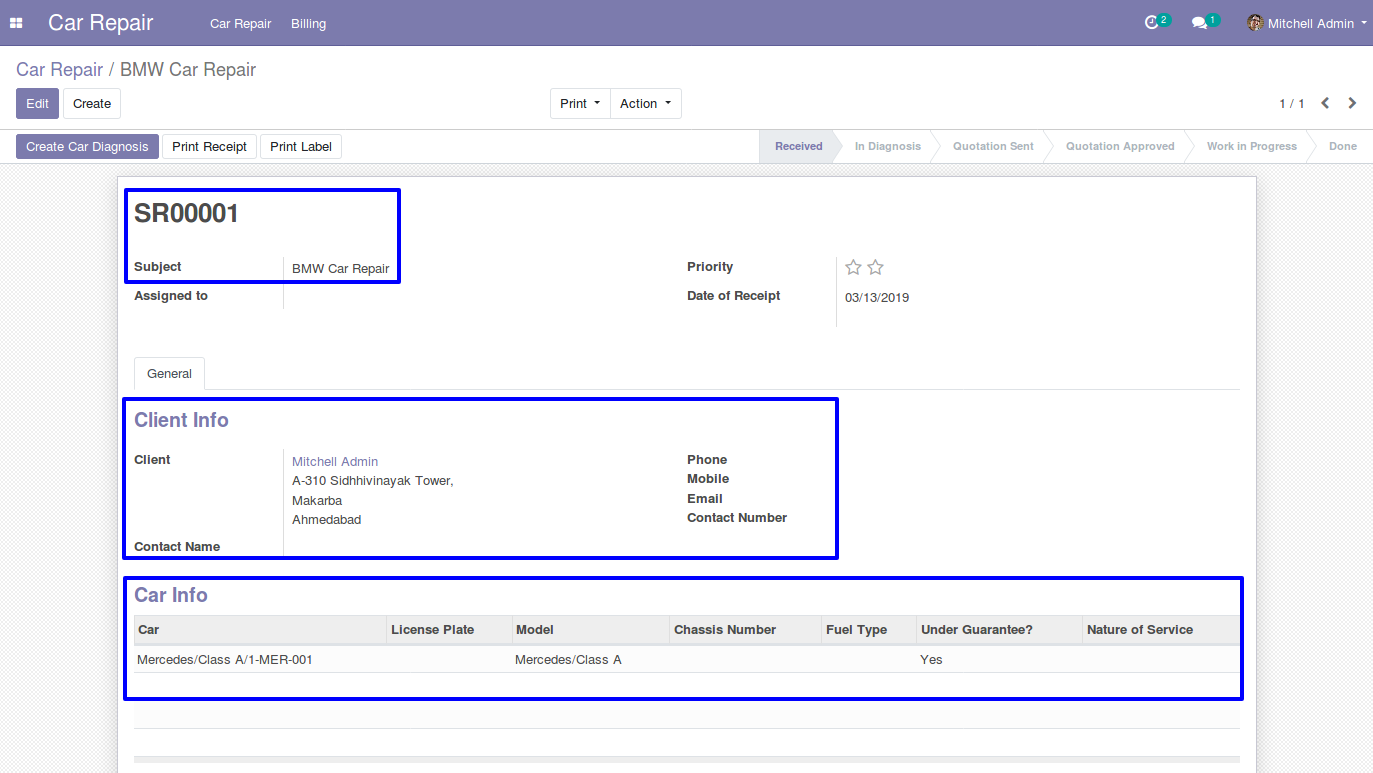 Car Repair Car Repair Billing 2 1 Mitchell Admin
Car Repair / BMW Car Repair
Edit Create Print Action 1 / 1
Create Car Diagnosis Print Receipt Print Label Received In Diagnosis Quotation Sent Quotation Approved Work in Progress Done
SR00001
Subject BMW Car Repair Priority
Assigned to Date of Receipt 03/13/2019
General
Client Info
Client Mitchell Admin Phone
A-310 Sidhhivinayak Tower, Mobile
Makarba Email
Ahmedabad Contact Number
Contact Name
Car Info
Car License Plate Model Chassis Number Fuel Type Under Guarantee? Nature of Service
Mercedes/Class A/1-MER-001 Mercedes/Class A Yes